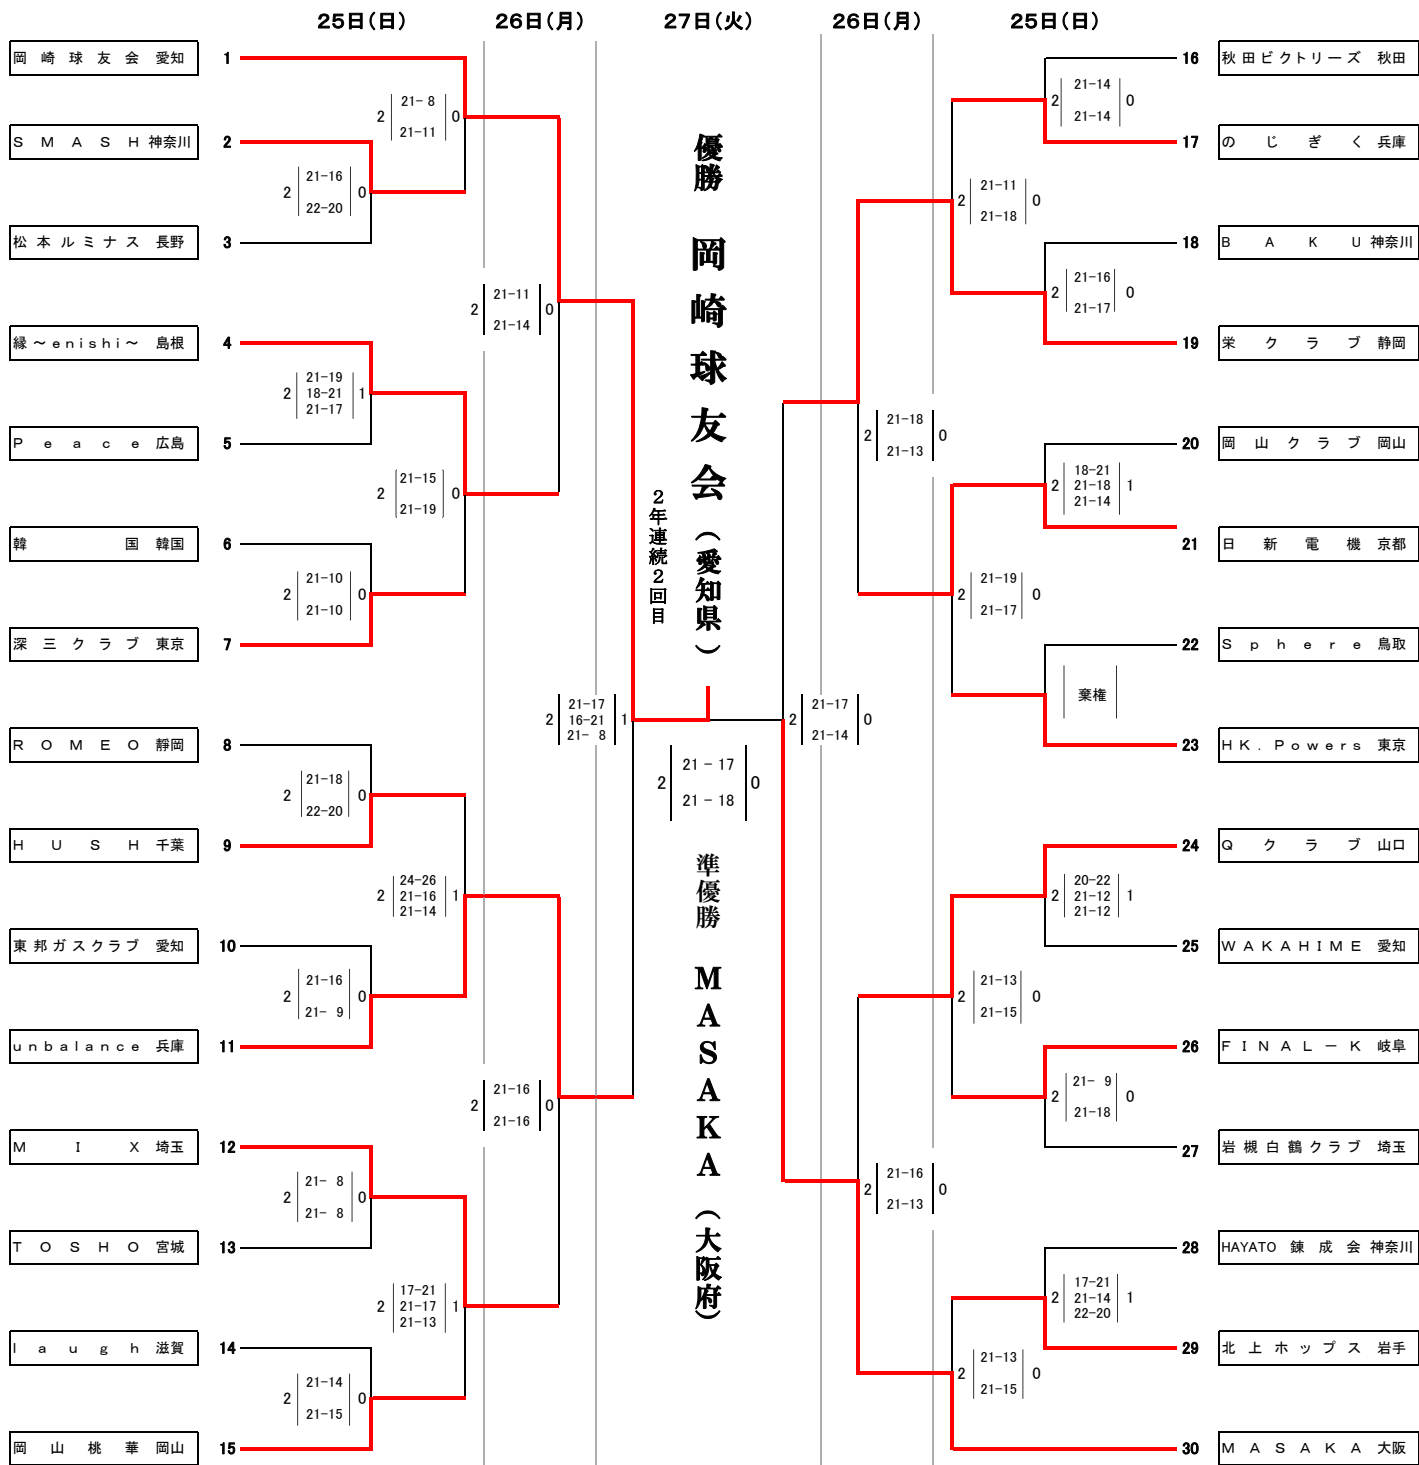 25日(日) 26日(月) 27日(火) 26日(月) 25日(日)
岡崎球友会 愛知 1
2 21-8 21-11 0
SMASH 神奈川 2
2 21-16 22-20 0
松本ルミナス 長野 3
2 21-11 21-14 0
縁～enishi～ 島根 4
2 21-19 18-21 21-17 1
Peace 広島 5
2 21-15 21-19 0
韓国 韓国 6
2 21-10 21-10 0
深三クラブ 東京 7
2 21-17 16-21 21-8 1
ROMEO 静岡 8
2 21-18 22-20 0
HUSH 千葉 9
2 24-26 21-16 21-14 1
東邦ガスクラブ 愛知 10
2 21-16 21-9 0
unbalance 兵庫 11
2 21-16 21-16 0
MIX 埼玉 12
2 21-8 21-8 0
TOSHO 宮城 13
2 17-21 21-17 21-13 1
laugh 滋賀 14
2 21-14 21-15 0
岡山桃華 岡山 15
優勝 岡崎球友会（愛知県）
2年連続2回目
2 21-17 21-18 0
準優勝 MASAKA（大阪府）
16 秋田ビクトリーズ 秋田
2 21-14 21-14 0
17 のじぎく 兵庫
2 21-11 21-18 0
18 BAKU 神奈川
2 21-16 21-17 0
19 栄クラブ 静岡
2 21-18 21-13 0
20 岡山クラブ 岡山
2 18-21 21-18 21-14 1
21 日新電機 京都
2 21-19 21-17 0
22 Sphere 鳥取
棄権
23 HK.Powers 東京
2 21-17 21-14 0
24 Qクラブ 山口
2 20-22 21-12 21-12 1
25 WAKAHIME 愛知
2 21-13 21-15 0
26 FINAL－K 岐阜
2 21-9 21-18 0
27 岩槻白鶴クラブ 埼玉
2 21-16 21-13 0
28 HAYATO 錬成会 神奈川
2 17-21 21-14 22-20 1
29 北上ホップス 岩手
2 21-13 21-15 0
30 MASAKA 大阪